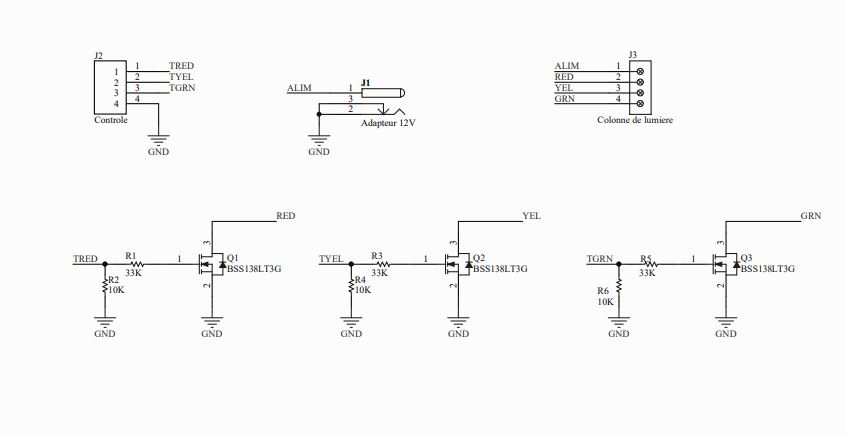 J2
1 1 TRED
2 2 TYEL
3 3 TGRN
4 4
Controle
GND
J1
ALIM 1
3
2
Adapteur 12V
GND
J3
ALIM 1
RED 2
YEL 3
GRN 4
Colonne de lumiere
RED
3
TRED R1 1 Q1
33K BSS138LT3G
R2
10K 2
GND GND
YEL
3
TYEL R3 1 Q2
33K BSS138LT3G
R4
10K 2
GND GND
GRN
3
TGRN R5 1 Q3
33K BSS138LT3G
R6 2
10K
GND GND